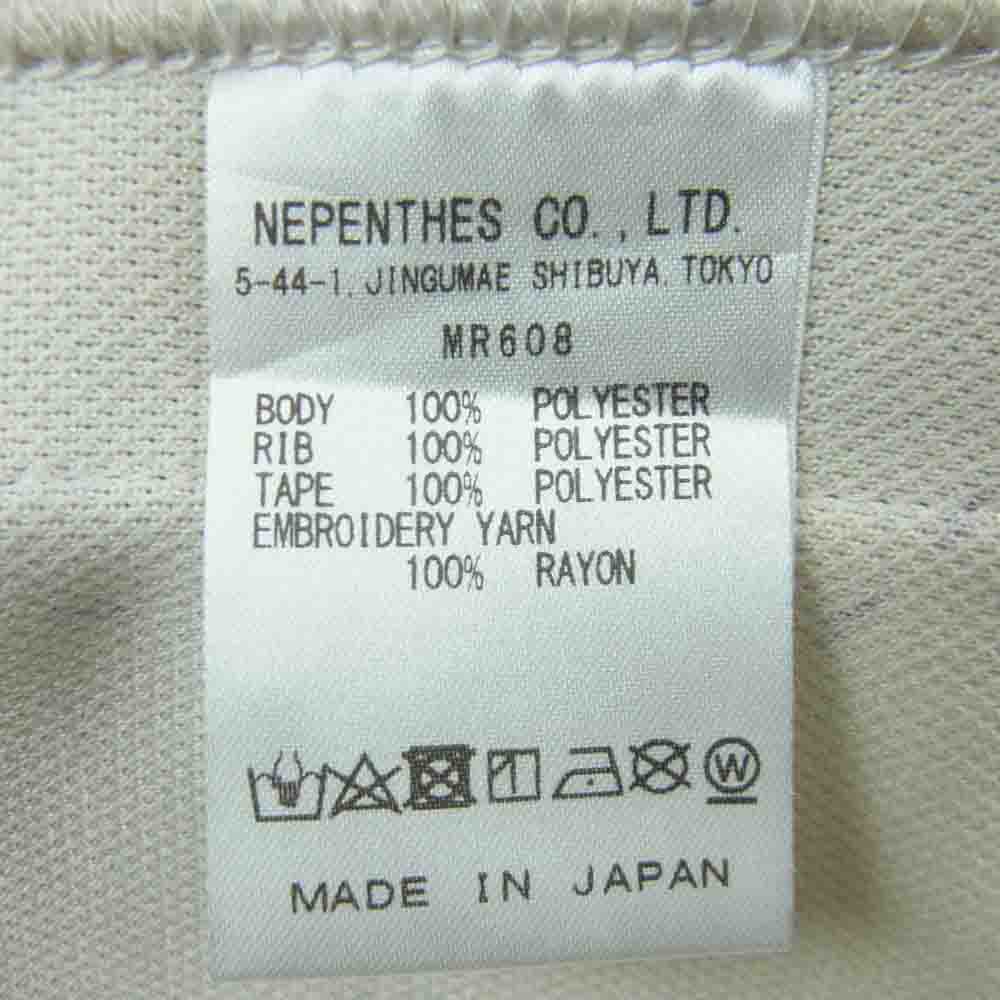 NEPENTHES CO.,LTD.
5-44-1, JINGUMAE SHIBUYA, TOKYO
MR608
BODY 100% POLYESTER
RIB 100% POLYESTER
TAPE 100% POLYESTER
EMBROIDERY YARN
100% RAYON
W
MADE IN JAPAN